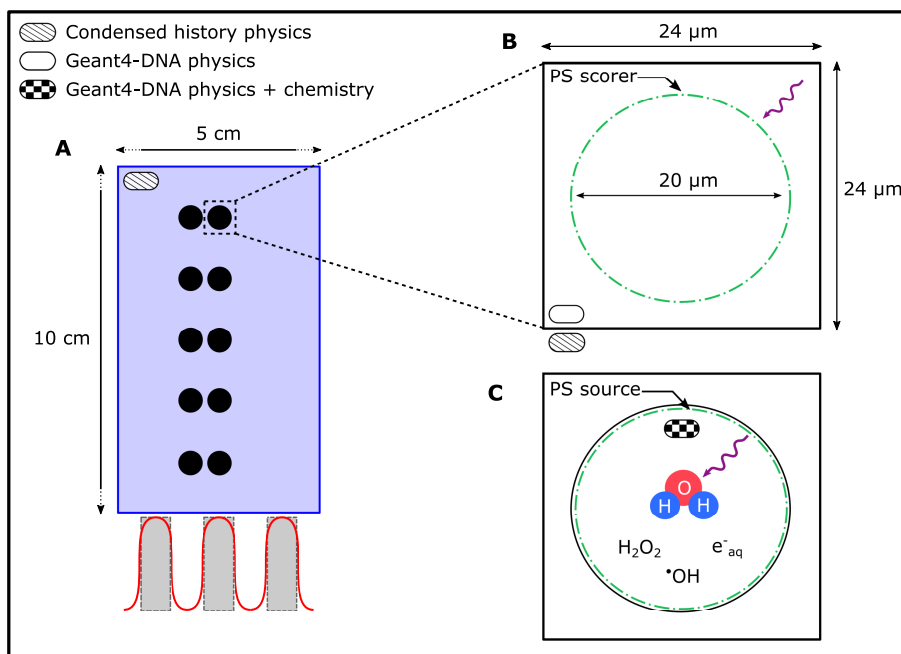 Condensed history physics
Geant4-DNA physics
Geant4-DNA physics + chemistry
A
5 cm
10 cm
B
24 µm
PS scorer
20 µm
24 µm
C
PS source
O
H H
H₂O₂ e⁻aq
•OH